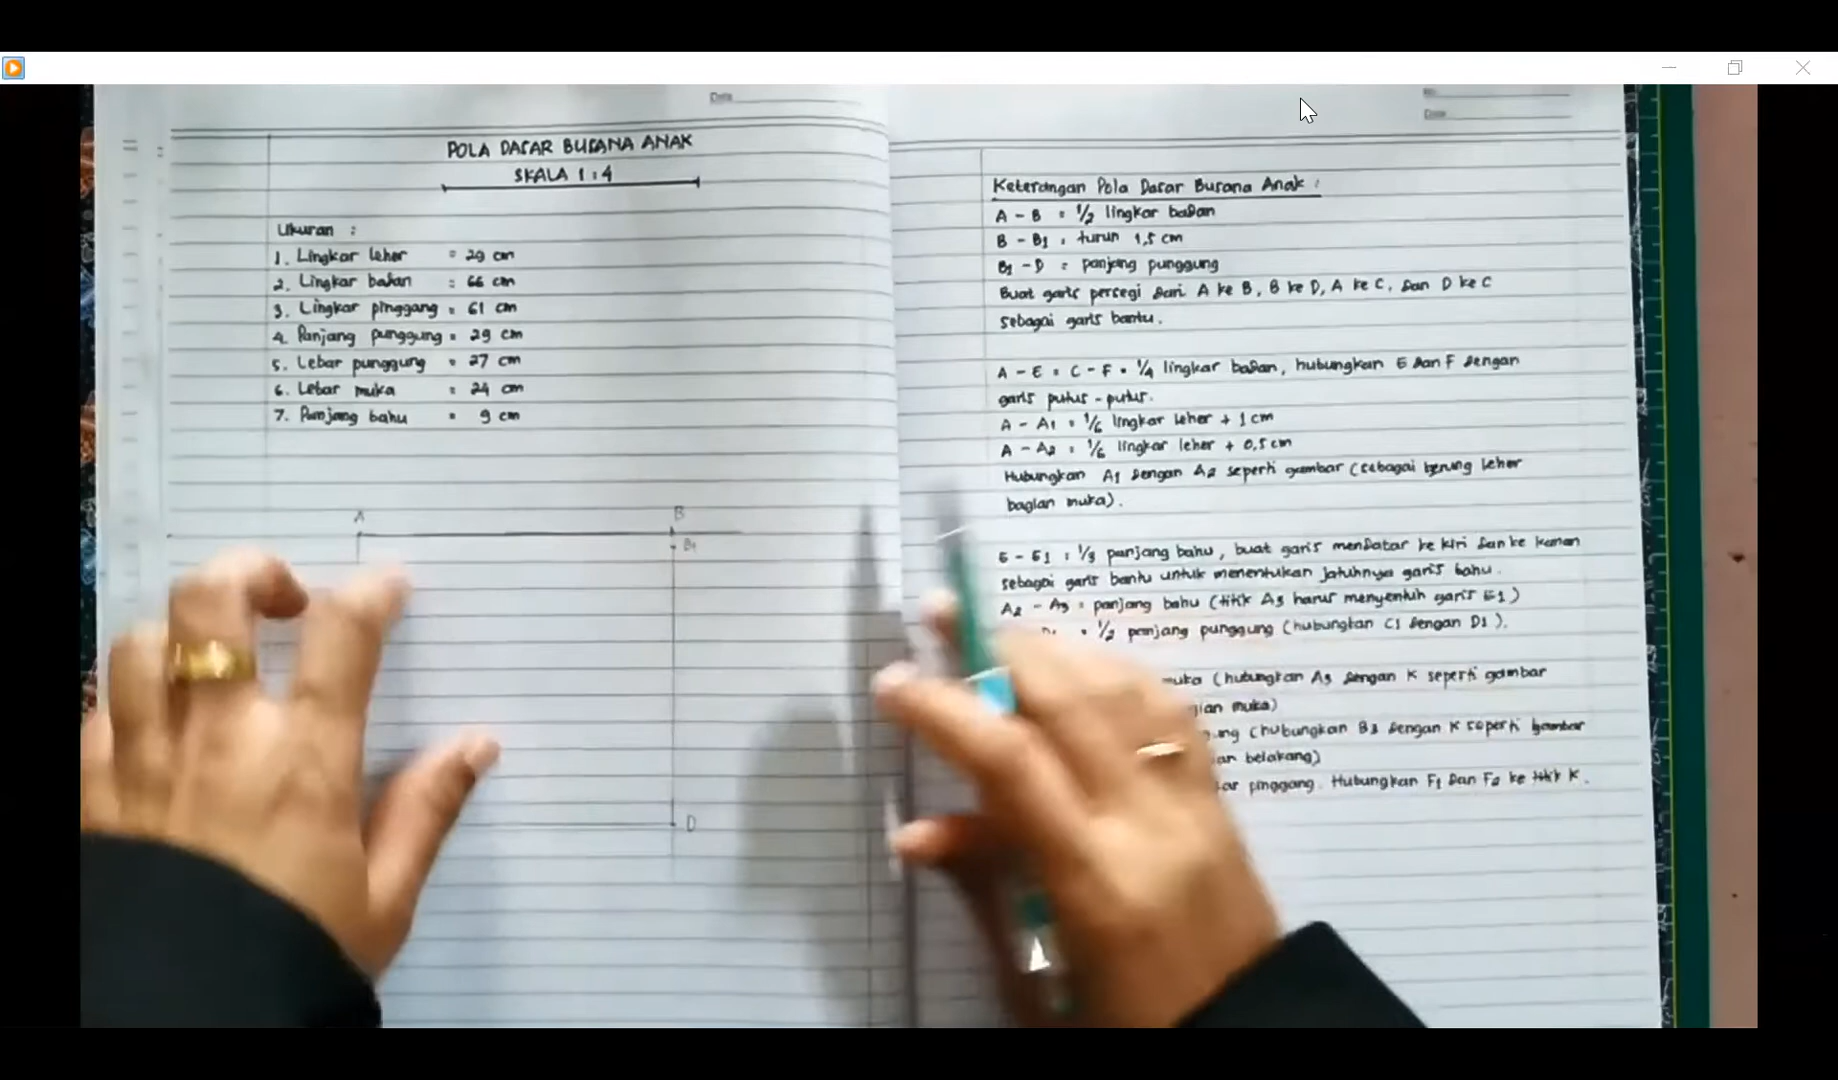 Date
POLA DASAR BUSANA ANAK
SKALA 1 : 4
Ukuran :
1. Lingkar leher = 29 cm
2. Lingkar badan = 66 cm
3. Lingkar pinggang = 61 cm
4. Panjang punggung = 29 cm
5. Lebar punggung = 27 cm
6. Lebar muka = 24 cm
7. Panjang bahu = 9 cm
A
B
B1
D
No.
Date
Keterangan Pola Dasar Busana Anak :
A - B = 1/2 lingkar badan
B - B1 = turun 1,5 cm
B1 - D = panjang punggung
Buat garis persegi dari A ke B, B ke D, A ke C, dan D ke C
sebagai garis bantu.
A - E = C - F = 1/4 lingkar badan, hubungkan E dan F dengan
garis putus - putus.
A - A1 = 1/6 lingkar leher + 1 cm
A - A2 = 1/6 lingkar leher + 0,5 cm
Hubungkan A1 dengan A2 seperti gambar (sebagai kerung leher
bagian muka).
E - E1 = 1/3 panjang bahu, buat garis mendatar ke kiri dan ke kanan
sebagai garis bantu untuk menentukan jatuhnya garis bahu.
A2 - A3 = panjang bahu (titik A3 harus menyentuh garis E1)
= 1/2 panjang punggung (hubungkan C1 dengan D1).
muka (hubungkan A3 dengan K seperti gambar
muka)
(hubungkan B3 dengan K seperti gambar
belakang)
pinggang. Hubungkan F1 dan F2 ke titik K.